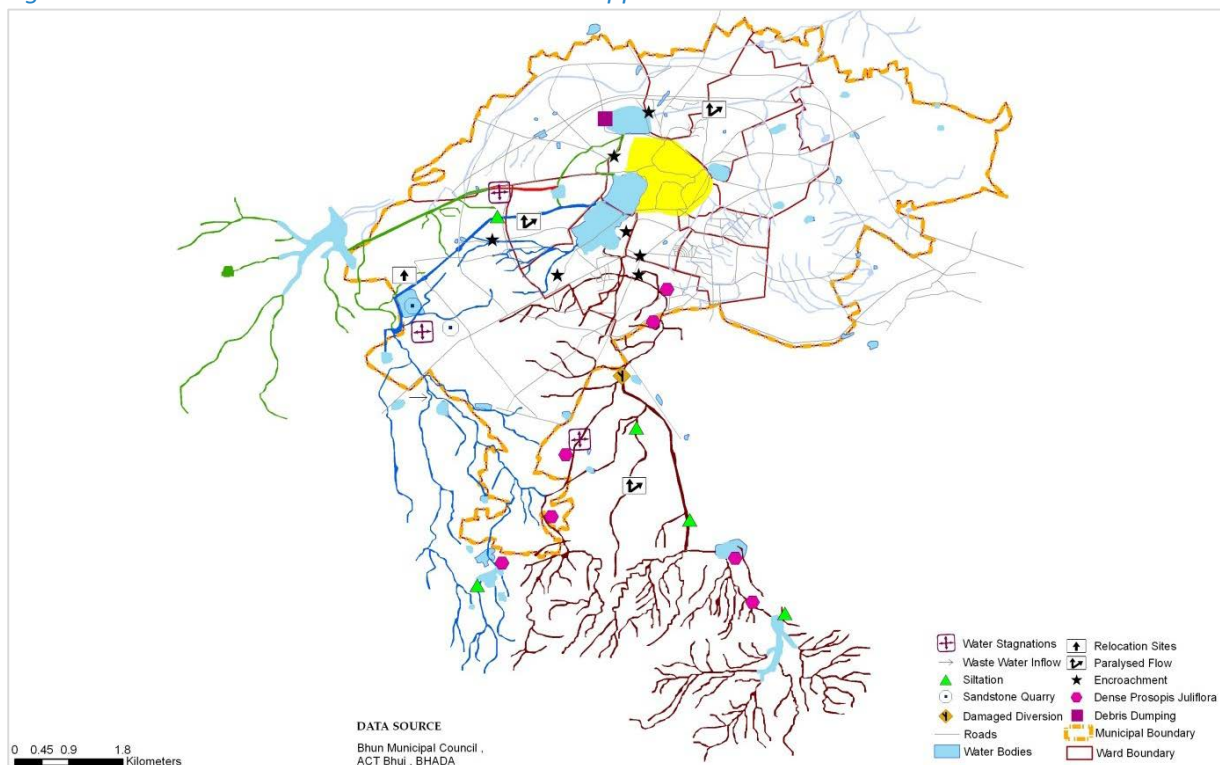 Water Stagnations
Waste Water Inflow
Siltation
Sandstone Quarry
Damaged Diversion
Roads
Water Bodies
Relocation Sites
Paralysed Flow
Encroachment
Dense Prosopis Juliflora
Debris Dumping
Municipal Boundary
Ward Boundary
DATA SOURCE
Bhun Municipal Council ,
ACT Bhuj , BHADA
0 0.45 0.9 1.8
Kilometers